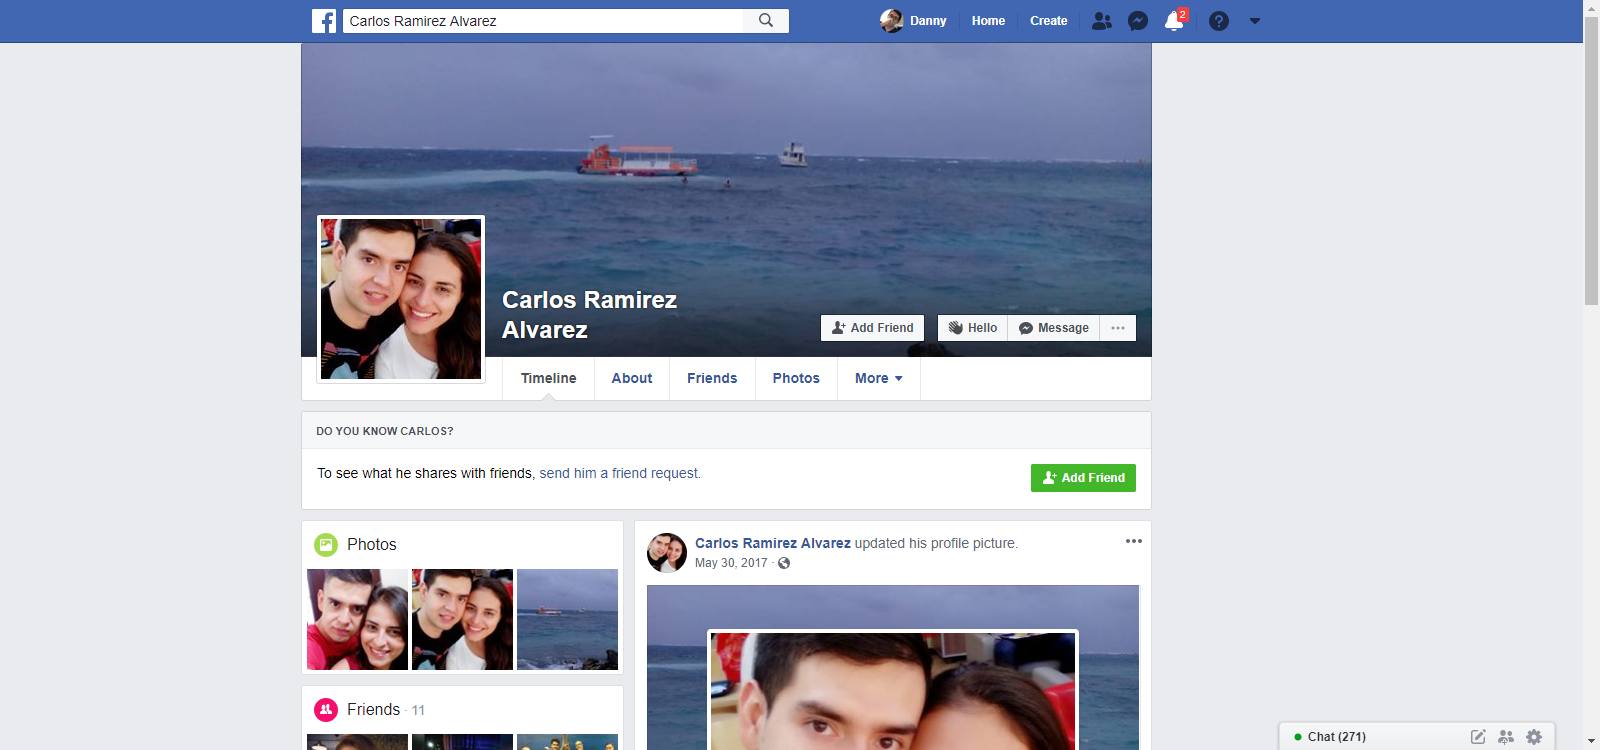 Carlos Ramirez Alvarez
Danny
Home
Create
2
Carlos Ramirez
Alvarez
Add Friend
Hello
Message
Timeline
About
Friends
Photos
More
DO YOU KNOW CARLOS?
To see what he shares with friends, send him a friend request.
Add Friend
Photos
Carlos Ramirez Alvarez updated his profile picture.
May 30, 2017 ·
Friends · 11
Chat (271)